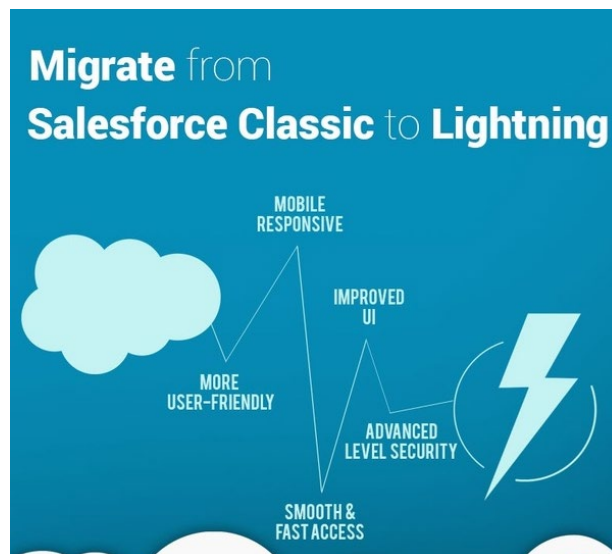 Migrate from
Salesforce Classic to Lightning
MOBILE
RESPONSIVE
IMPROVED
UI
MORE
USER-FRIENDLY
ADVANCED
LEVEL SECURITY
SMOOTH &
FAST ACCESS